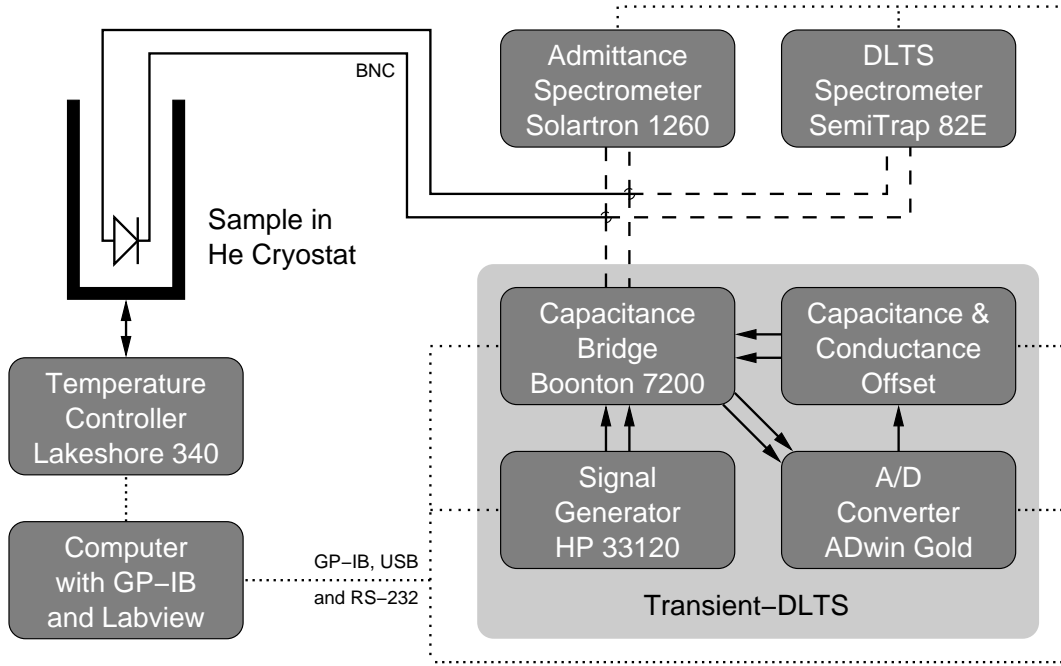 BNC
Admittance
Spectrometer
Solartron 1260
DLTS
Spectrometer
SemiTrap 82E
Sample in
He Cryostat
Capacitance
Bridge
Boonton 7200
Capacitance &
Conductance
Offset
Temperature
Controller
Lakeshore 340
Signal
Generator
HP 33120
A/D
Converter
ADwin Gold
Computer
with GP−IB
and Labview
GP−IB, USB
and RS−232
Transient−DLTS